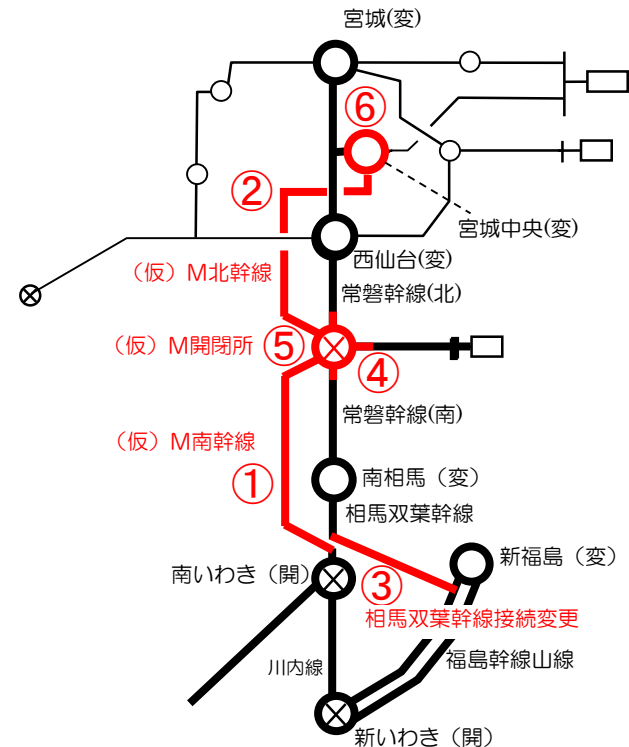 宮城(変)
⑥
②
宮城中央(変)
西仙台(変)
(仮) M北幹線
常磐幹線(北)
(仮) M開閉所
⑤
④
常磐幹線(南)
(仮) M南幹線
①
南相馬 (変)
相馬双葉幹線
新福島 (変)
南いわき (開)
③
相馬双葉幹線接続変更
川内線
福島幹線山線
新いわき (開)